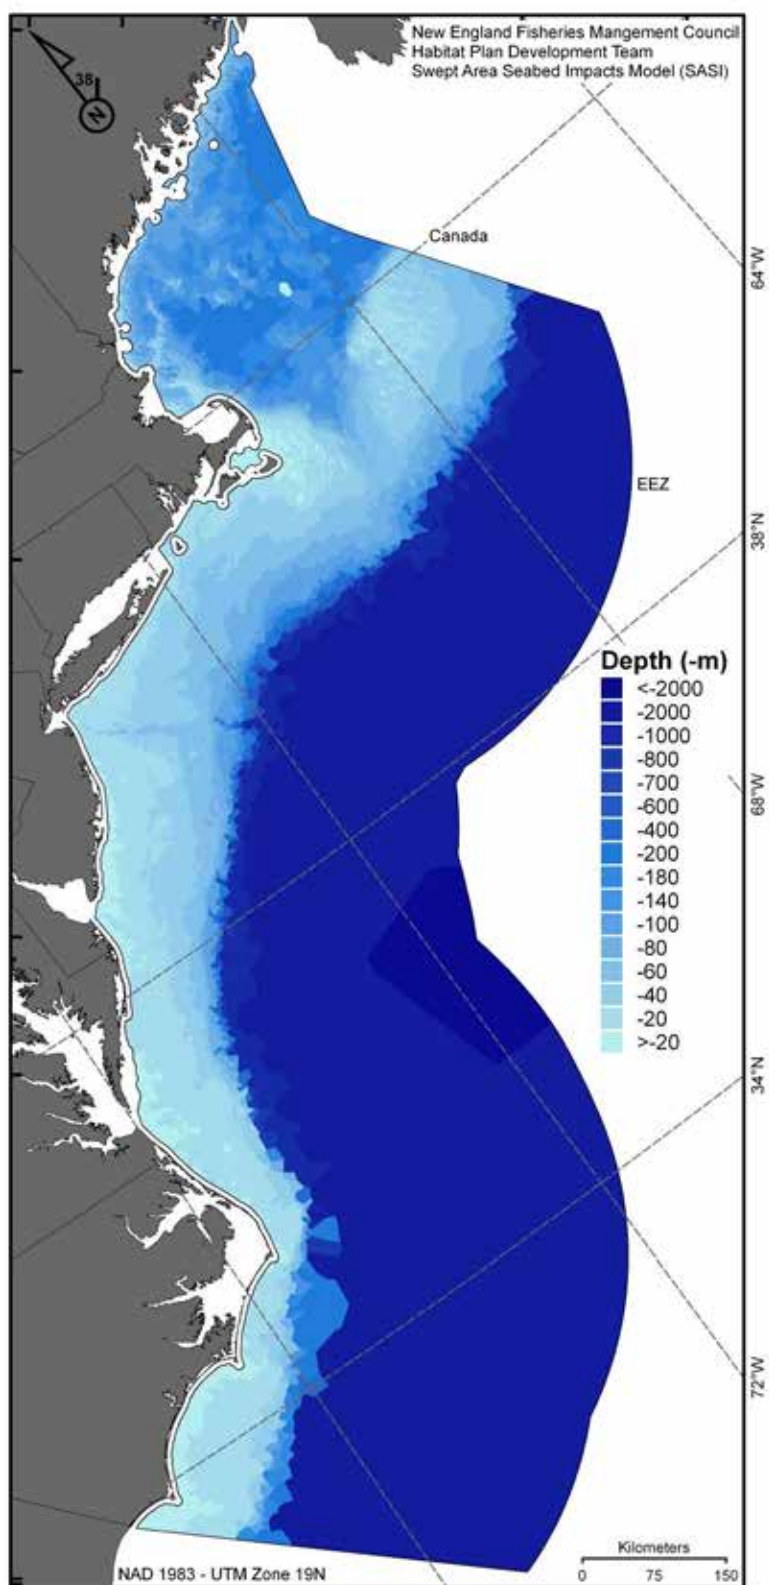 New England Fisheries Mangement Council
Habitat Plan Development Team
Swept Area Seabed Impacts Model (SASI)
38
N
Canada
64°W
EEZ
38°N
Depth (-m)
<-2000
-2000
-1000
-800
-700
-600
-400
-200
-180
-140
-100
-80
-60
-40
-20
>-20
68°W
34°N
72°W
Kilometers
0 75 150
NAD 1983 - UTM Zone 19N